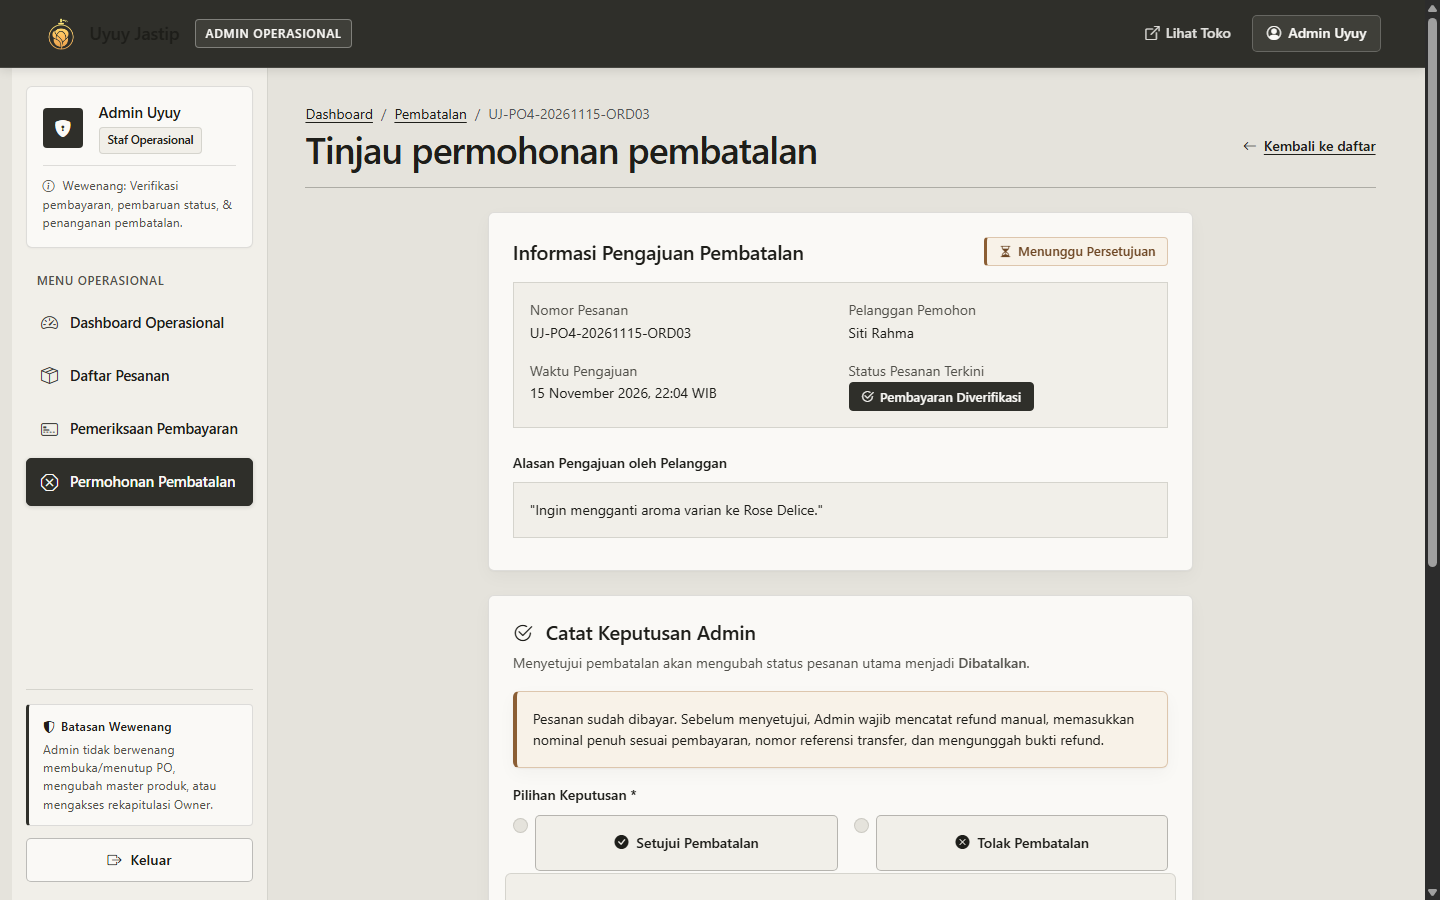 Uyuy Jastip
ADMIN OPERASIONAL
Lihat Toko
Admin Uyuy
Admin Uyuy
Staf Operasional
Wewenang: Verifikasi
pembayaran, pembaruan status, &
penanganan pembatalan.
MENU OPERASIONAL
Dashboard Operasional
Daftar Pesanan
Pemeriksaan Pembayaran
Permohonan Pembatalan
Batasan Wewenang
Admin tidak berwenang
membuka/menutup PO,
mengubah master produk, atau
mengakses rekapitulasi Owner.
Keluar
Dashboard / Pembatalan / UJ-PO4-20261115-ORD03
Tinjau permohonan pembatalan
Kembali ke daftar
Informasi Pengajuan Pembatalan
Menunggu Persetujuan
Nomor Pesanan
UJ-PO4-20261115-ORD03
Pelanggan Pemohon
Siti Rahma
Waktu Pengajuan
15 November 2026, 22:04 WIB
Status Pesanan Terkini
Pembayaran Diverifikasi
Alasan Pengajuan oleh Pelanggan
"Ingin mengganti aroma varian ke Rose Delice."
Catat Keputusan Admin
Menyetujui pembatalan akan mengubah status pesanan utama menjadi Dibatalkan.
Pesanan sudah dibayar. Sebelum menyetujui, Admin wajib mencatat refund manual, memasukkan
nominal penuh sesuai pembayaran, nomor referensi transfer, dan mengunggah bukti refund.
Pilihan Keputusan *
Setujui Pembatalan
Tolak Pembatalan